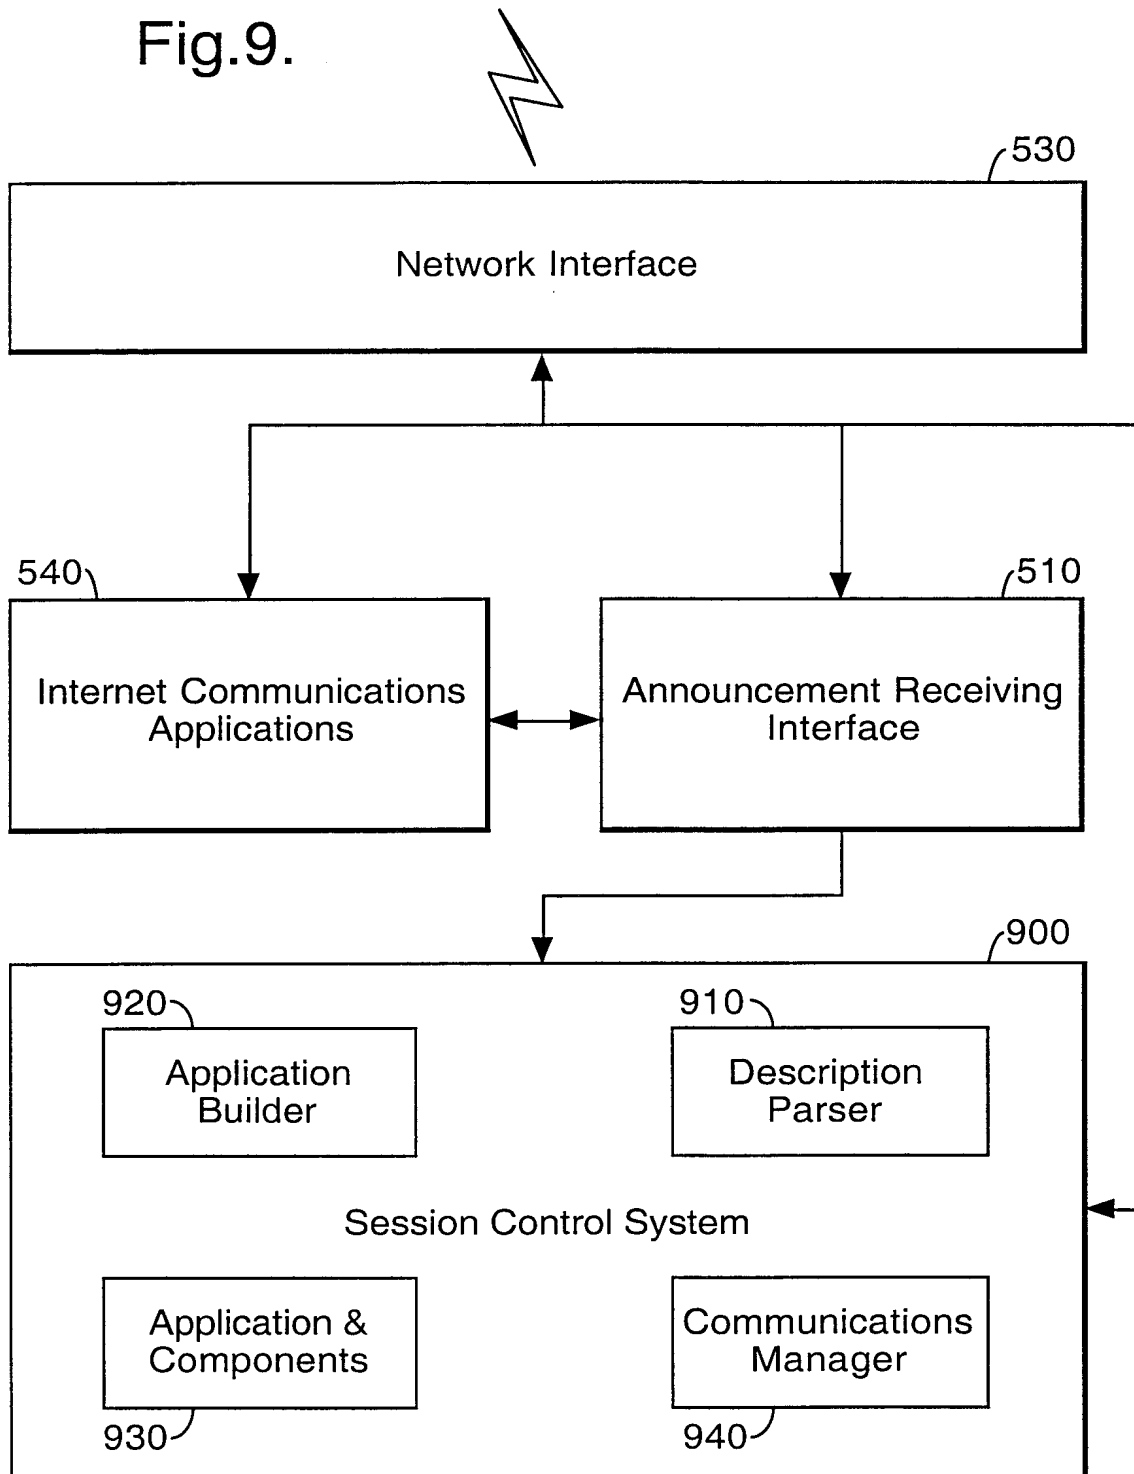 Fig.9.
530
Network Interface
540
510
Internet Communications
Applications
Announcement Receiving
Interface
900
920
910
Application
Builder
Description
Parser
Session Control System
Application &
Components
Communications
Manager
930
940